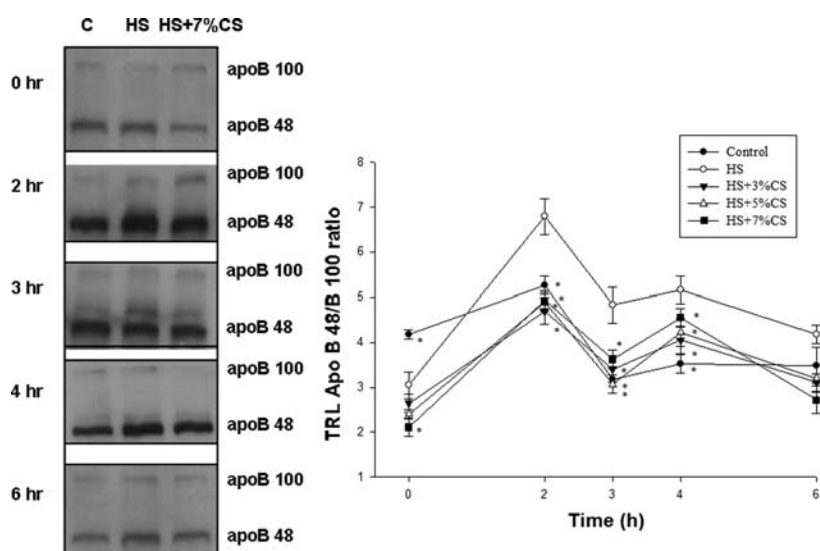 C HS HS+7%CS
0 hr
apoB 100
apoB 48
2 hr
apoB 100
apoB 48
3 hr
apoB 100
apoB 48
4 hr
apoB 100
apoB 48
6 hr
apoB 100
apoB 48
Control
HS
HS+3%CS
HS+5%CS
HS+7%CS
TRL Apo B 48/B 100 ratio
8
7
6
5
4
3
2
1
0 2 3 4 6
Time (h)
* * * * * * * * * * * * * *